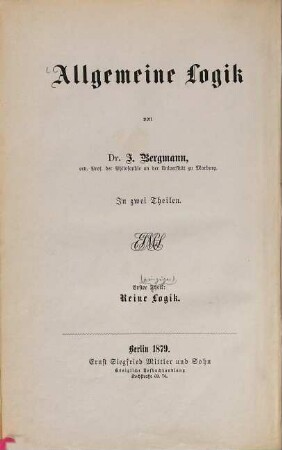 Allgemeine Logik
von
Dr. J. Bergmann,
ord. Prof. der Philosophie an der Universität zu Marburg.
In zwei Theilen.
Erster Theil:
Reine Logik.
Berlin 1879.
Ernst Siegfried Mittler und Sohn
Königliche Hofbuchhandlung
Kochstraße 69. 70.